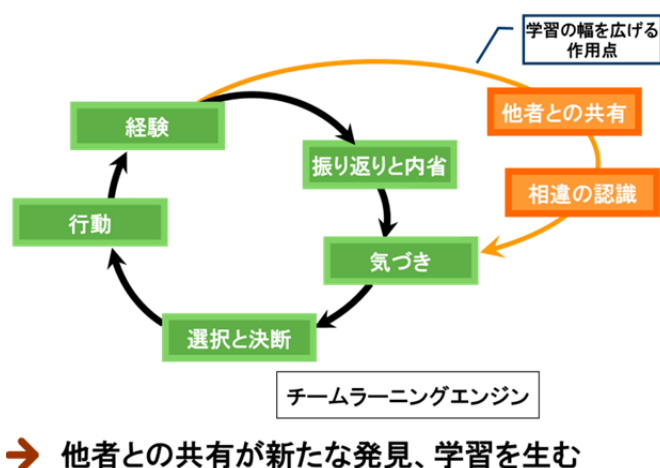 学習の幅を広げる
作用点
他者との共有
経験
振り返りと内省
相違の認識
行動
気づき
選択と決断
チームラーニングエンジン
他者との共有が新たな発見、学習を生む